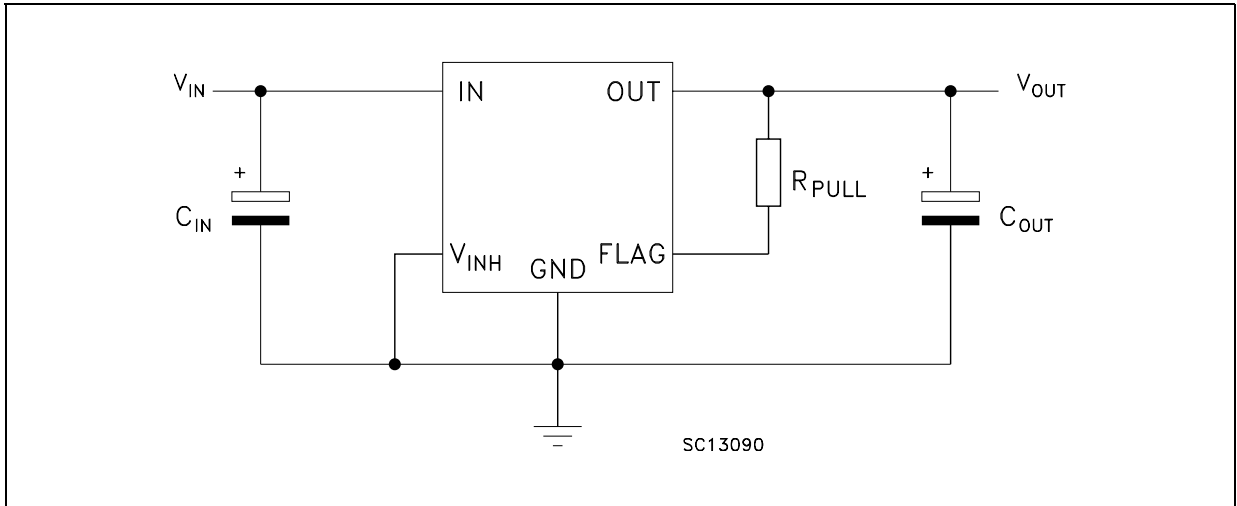 V_IN
IN
OUT
V_OUT
+
+
R_PULL
C_IN
C_OUT
V_INH
GND
FLAG
SC13090